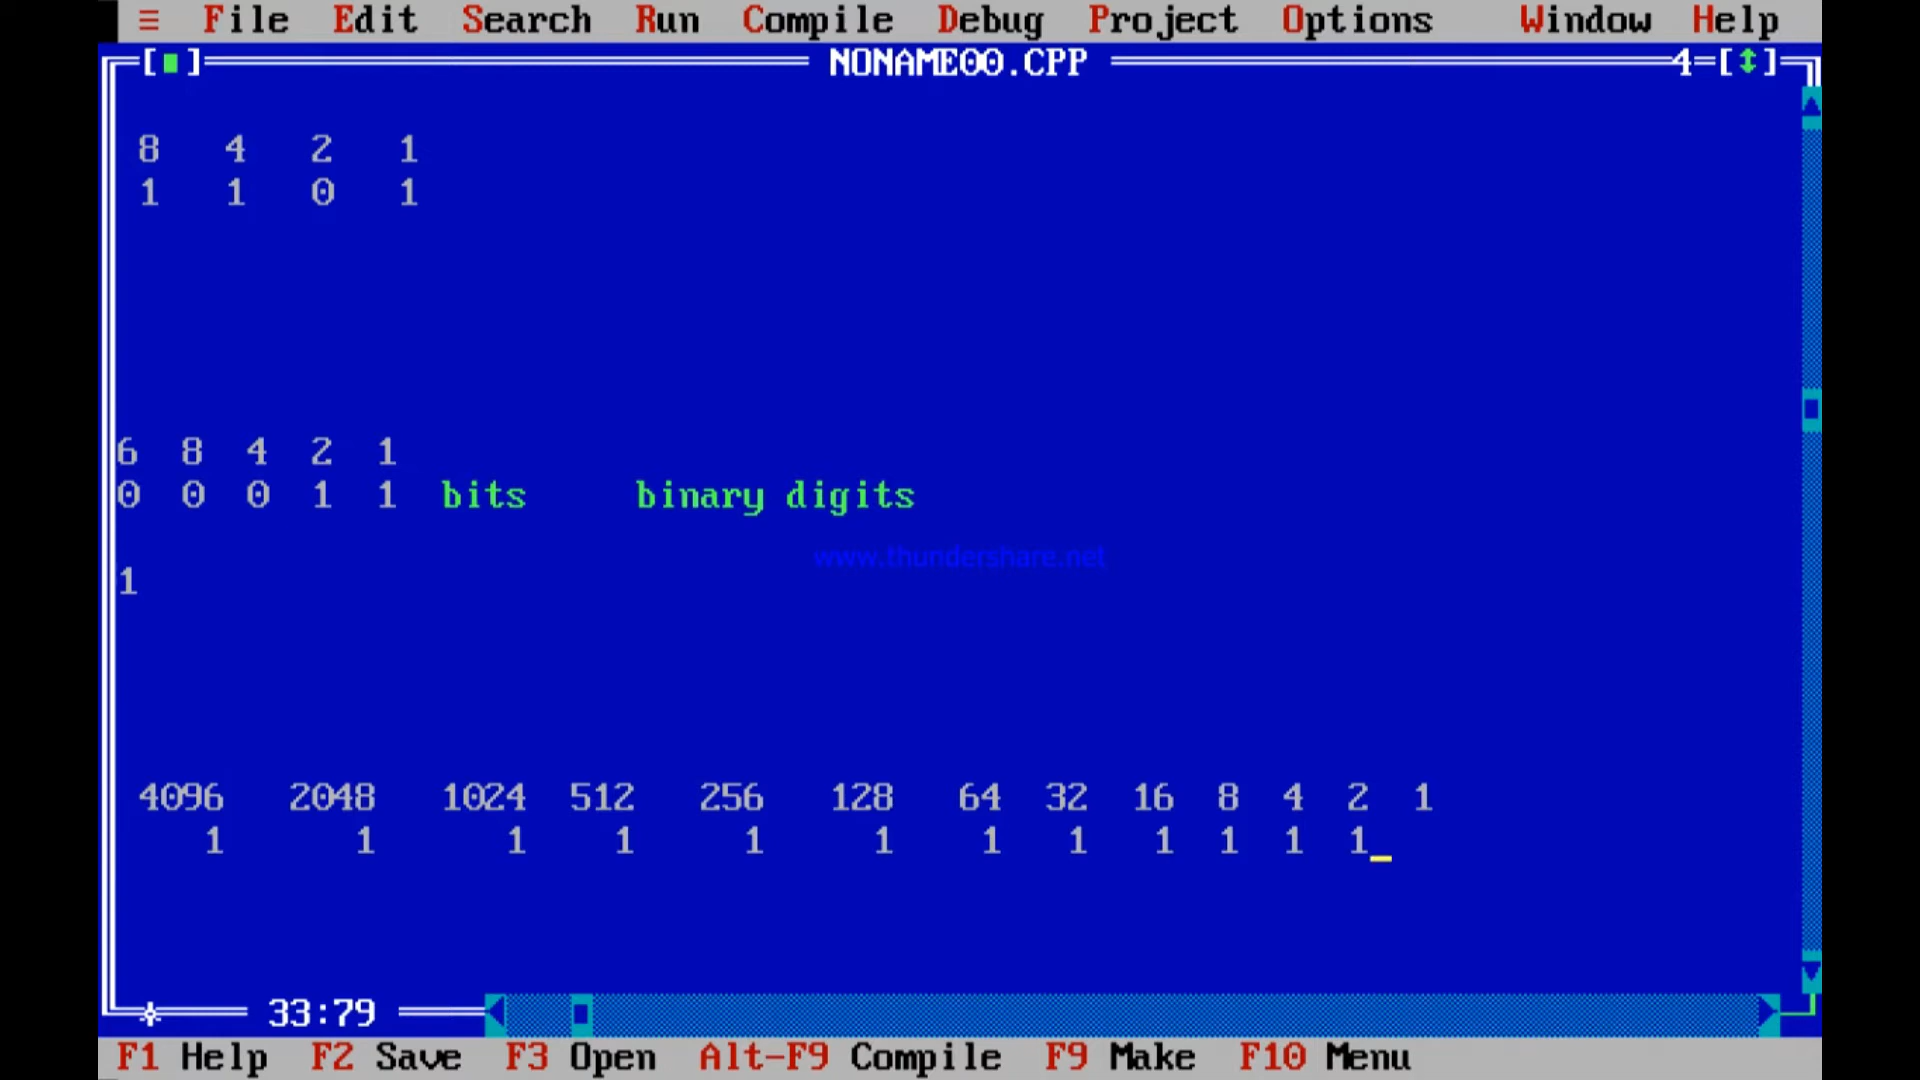 ≡ File Edit Search Run Compile Debug Project Options Window Help
[■] NONAME00.CPP 4=[↕]
8 4 2 1
1 1 0 1
6 8 4 2 1
0 0 0 1 1 bits binary digits
www.thundershare.net
1
4096 2048 1024 512 256 128 64 32 16 8 4 2 1
1 1 1 1 1 1 1 1 1 1 1 1_
33:79
F1 Help F2 Save F3 Open Alt-F9 Compile F9 Make F10 Menu